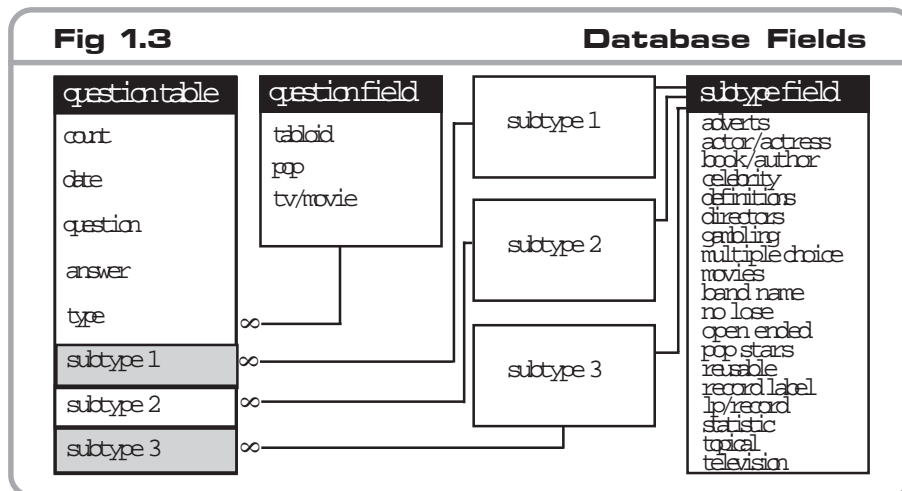 Fig 1.3
Database Fields
question table
count
date
question
answer
type
subtype 1
subtype 2
subtype 3
question field
tabloid
pop
tv/movie
∞
∞
∞
∞
subtype 1
subtype 2
subtype 3
subtype field
adverts
actor/actress
book/author
celebrity
definitions
directors
gambling
multiple choice
movies
band name
no lose
open ended
pop stars
reusable
record label
lp/record
statistic
topical
television